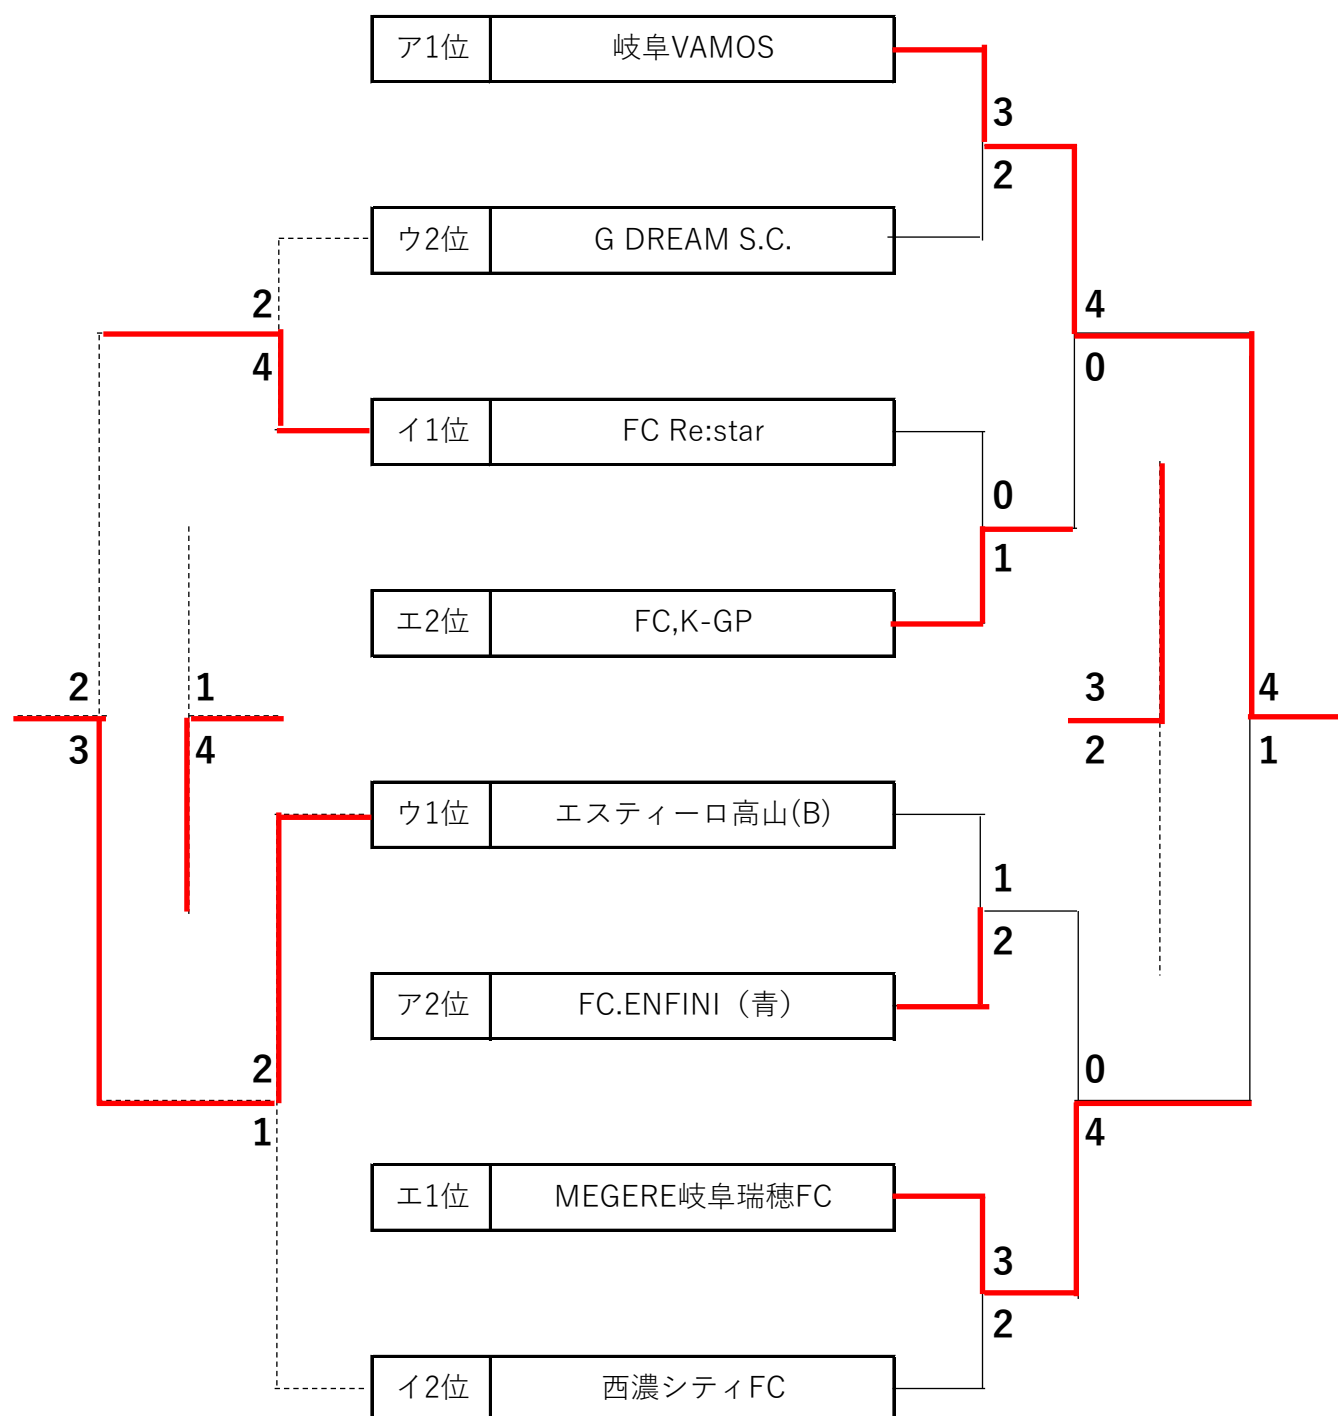 ア1位 岐阜VAMOS
3
2
ウ2位 G DREAM S.C.
2 4
4 0
イ1位 FC Re:star
0
1
エ2位 FC,K-GP
2 1 3 4
3 4 2 1
ウ1位 エスティーロ高山(B)
1
2
ア2位 FC.ENFINI（青）
2 0
1 4
エ1位 MEGERE岐阜瑞穂FC
3
2
イ2位 西濃シティFC